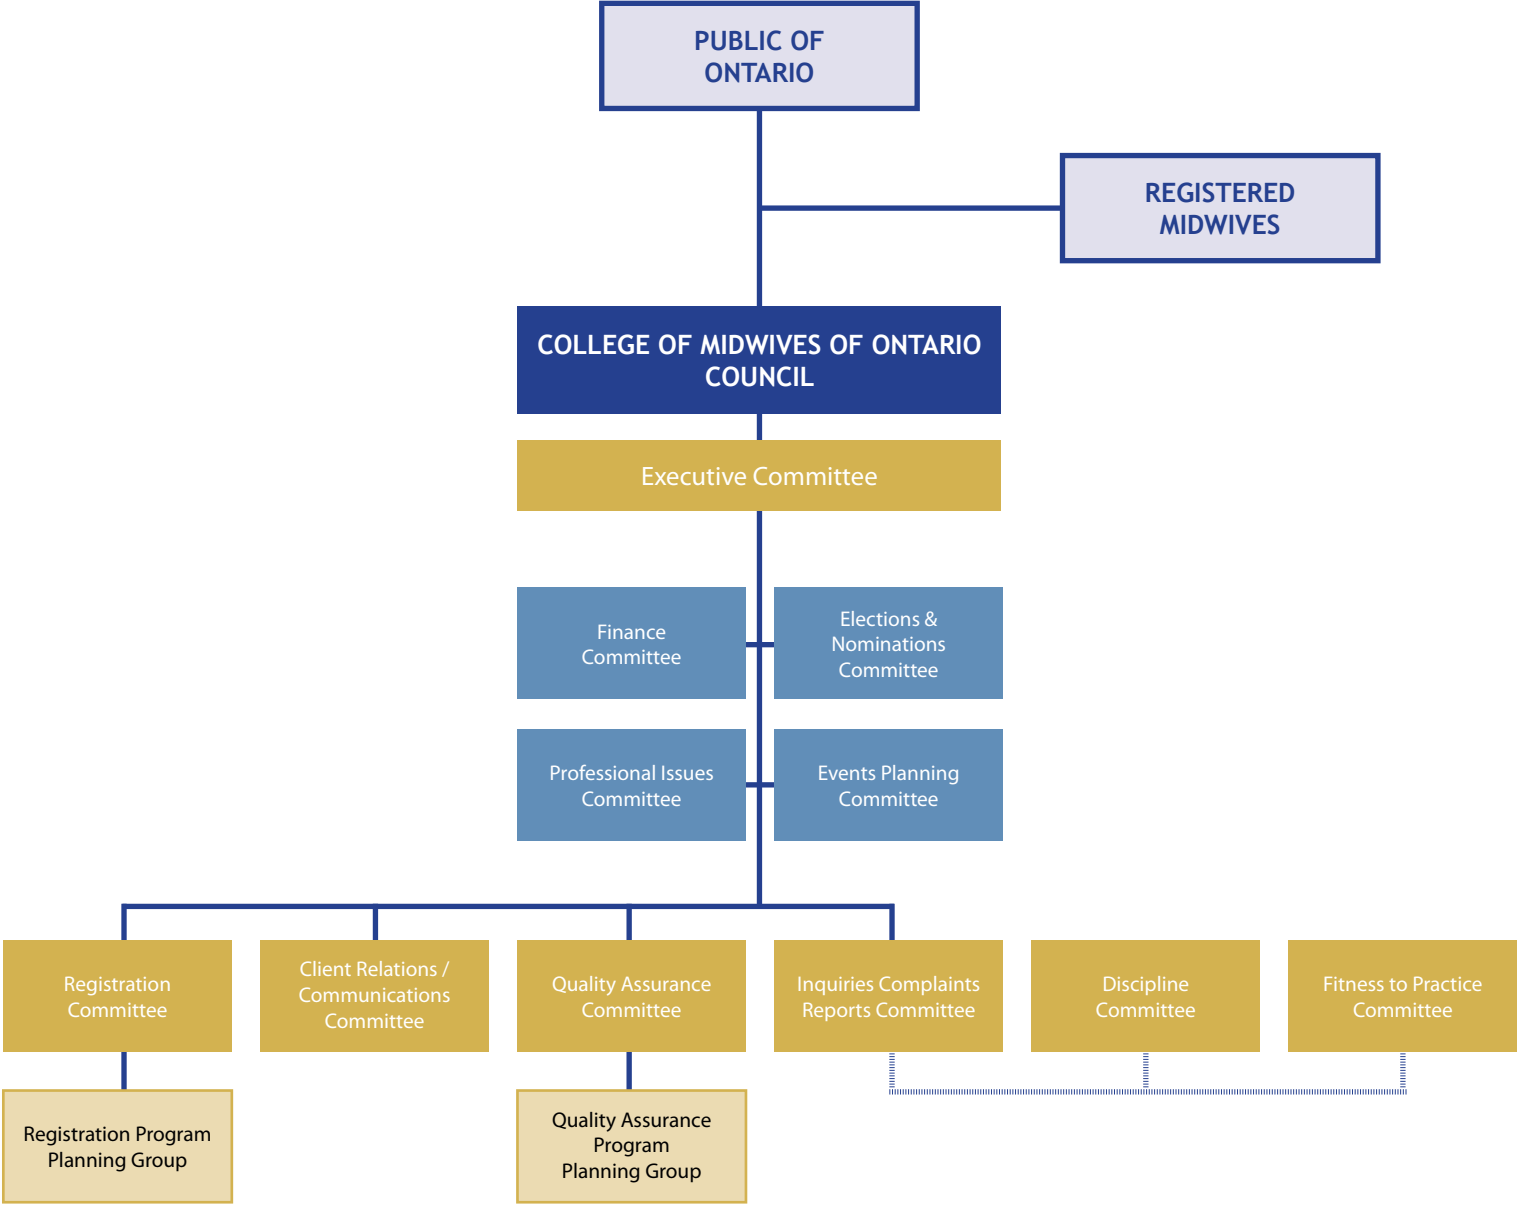 PUBLIC OF
ONTARIO
REGISTERED
MIDWIVES
COLLEGE OF MIDWIVES OF ONTARIO
COUNCIL
Executive Committee
Finance
Committee
Elections &
Nominations
Committee
Professional Issues
Committee
Events Planning
Committee
Registration
Committee
Client Relations /
Communications
Committee
Quality Assurance
Committee
Inquiries Complaints
Reports Committee
Discipline
Committee
Fitness to Practice
Committee
Registration Program
Planning Group
Quality Assurance
Program
Planning Group